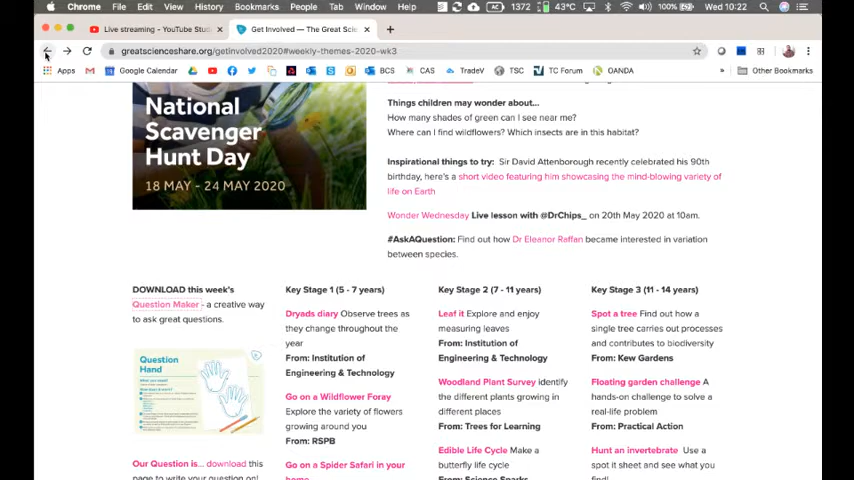 Chrome File Edit View History Bookmarks People Tab Window Help 1372 43°C 100% Wed 10:22
Live streaming - YouTube Stud
Get Involved — The Great Scie
greatscienceshare.org/getinvolved2020#weekly-themes-2020-wk3
Apps Google Calendar BCS CAS TradeV TSC TC Forum OANDA Other Bookmarks
National
Scavenger
Hunt Day
18 MAY - 24 MAY 2020
Things children may wonder about...
How many shades of green can I see near me?
Where can I find wildflowers? Which insects are in this habitat?
Inspirational things to try: Sir David Attenborough recently celebrated his 90th
birthday, here's a short video featuring him showcasing the mind-blowing variety of
life on Earth
Wonder Wednesday Live lesson with @DrChips_ on 20th May 2020 at 10am.
#AskAQuestion: Find out how Dr Eleanor Raffan became interested in variation
between species.
DOWNLOAD this week's
Question Maker - a creative way
to ask great questions.
Question
Hand
Our Question is... download this
page to write your question on!
Key Stage 1 (5 - 7 years)
Dryads diary Observe trees as
they change throughout the
year
From: Institution of
Engineering & Technology
Go on a Wildflower Foray
Explore the variety of flowers
growing around you
From: RSPB
Go on a Spider Safari in your
Key Stage 2 (7 - 11 years)
Leaf it Explore and enjoy
measuring leaves
From: Institution of
Engineering & Technology
Woodland Plant Survey identify
the different plants growing in
different places
From: Trees for Learning
Edible Life Cycle Make a
butterfly life cycle
From: Science Sparks
Key Stage 3 (11 - 14 years)
Spot a tree Find out how a
single tree carries out processes
and contributes to biodiversity
From: Kew Gardens
Floating garden challenge A
hands-on challenge to solve a
real-life problem
From: Practical Action
Hunt an invertebrate Use a
spot it sheet and see what you
find!